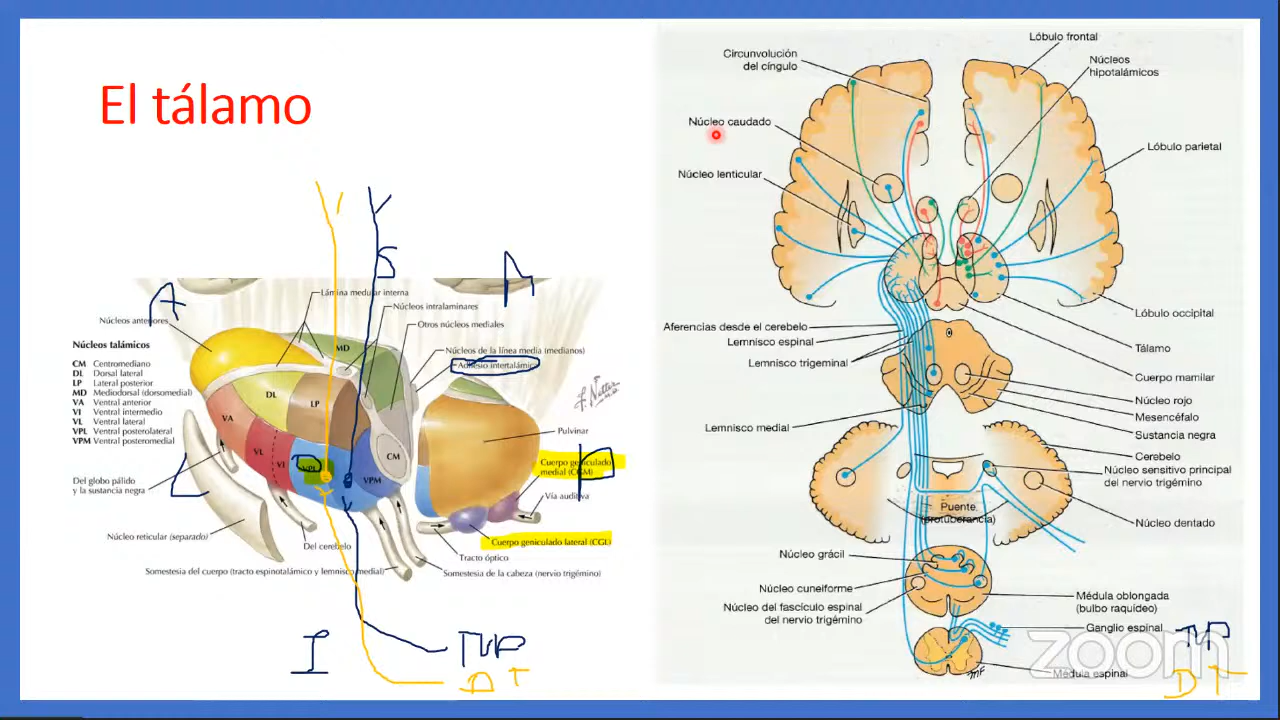 El tálamo
A
M
Lámina medular interna
Núcleos intralaminares
Núcleos anteriores
Otros núcleos mediales
Núcleos talámicos
CM Centromediano
DL Dorsal lateral
LP Lateral posterior
MD Mediodorsal (dorsomedial)
VA Ventral anterior
VI Ventral intermedio
VL Ventral lateral
VPL Ventral posterolateral
VPM Ventral posteromedial
MD
Núcleos de la línea media (medianos)
Adhesio intertalámic
DL
LP
VA
VL
VI
VPL
VPM
CM
Pulvinar
Cuerpo geniculado
medial (CGM)
Vía auditiva
L
P
Del globo pálido
y la sustancia negra
Núcleo reticular (separado)
Del cerebelo
Cuerpo geniculado lateral (CGL)
Tracto óptico
Somestesia del cuerpo (tracto espinotalámico y lemnisco medial)
Somestesia de la cabeza (nervio trigémino)
I
D T
Circunvolución
del cíngulo
Lóbulo frontal
Núcleos
hipotalámicos
Núcleo caudado
Lóbulo parietal
Núcleo lenticular
Lóbulo occipital
Aferencias desde el cerebelo
Lemnisco espinal
Tálamo
Lemnisco trigeminal
Cuerpo mamilar
Núcleo rojo
Mesencéfalo
Lemnisco medial
Sustancia negra
Cerebelo
Núcleo sensitivo principal
del nervio trigémino
Puente
(protuberancia)
Núcleo dentado
Núcleo grácil
Núcleo cuneiforme
Médula oblongada
(bulbo raquídeo)
Núcleo del fascículo espinal
del nervio trigémino
Ganglio espinal
zoom
Médula espinal
MF
D T